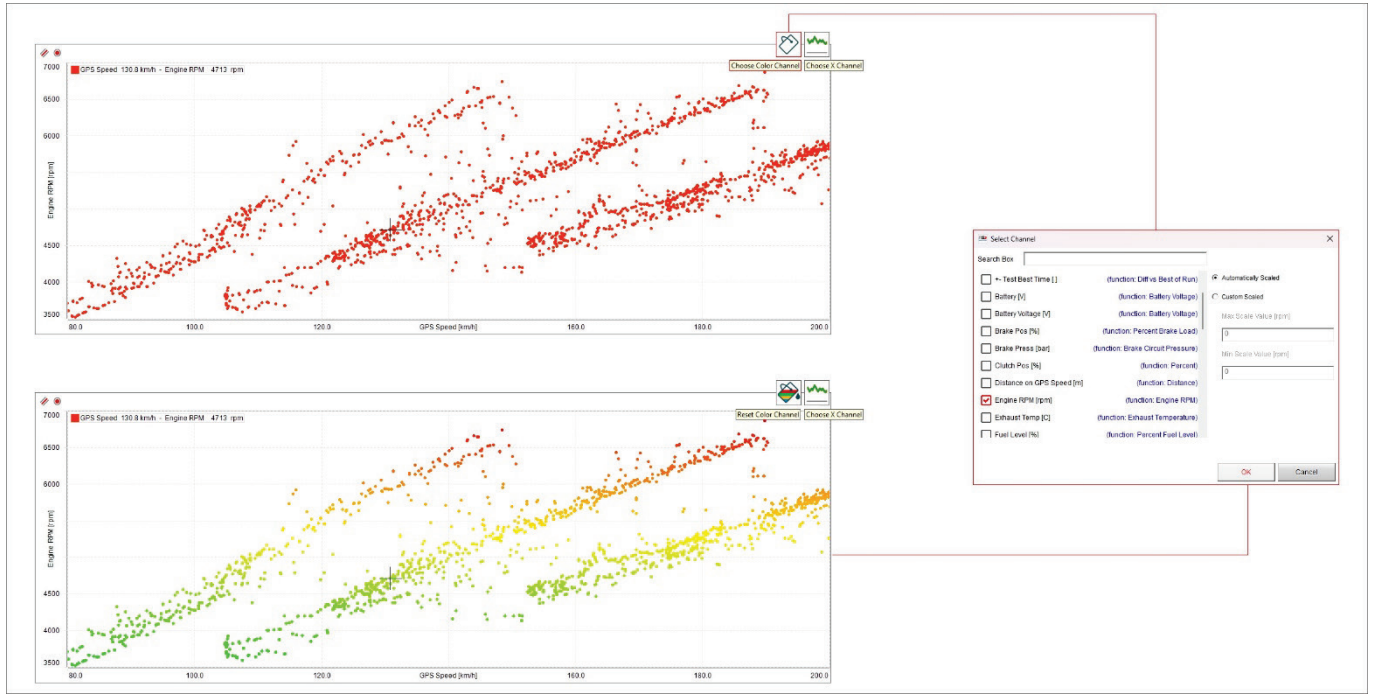 Choose Color Channel Choose X Channel
GPS Speed 130.8 km/h - Engine RPM 4713 rpm
7000
6500
6000
Engine RPM [rpm]
4500
4000
3500
80.0 100.0 120.0 GPS Speed [km/h] 160.0 180.0 200.0
Select Channel
Search Box
+- Test Best Time [ ] (function: Diff vs Best of Run)
Battery [V] (function: Battery Voltage)
Battery Voltage [V] (function: Battery Voltage)
Brake Pos [%] (function: Percent Brake Load)
Brake Press [bar] (function: Brake Circuit Pressure)
Clutch Pos [%] (function: Percent)
Distance on GPS Speed [m] (function: Distance)
Engine RPM [rpm] (function: Engine RPM)
Exhaust Temp [C] (function: Exhaust Temperature)
Fuel Level [%] (function: Percent Fuel Level)
Automatically Scaled
Custom Scaled
Max Scale Value [rpm]
0
Min Scale Value [rpm]
0
OK Cancel
Reset Color Channel Choose X Channel
GPS Speed 130.8 km/h - Engine RPM 4713 rpm
7000
6500
6000
Engine RPM [rpm]
4500
4000
3500
80.0 100.0 120.0 GPS Speed [km/h] 160.0 180.0 200.0